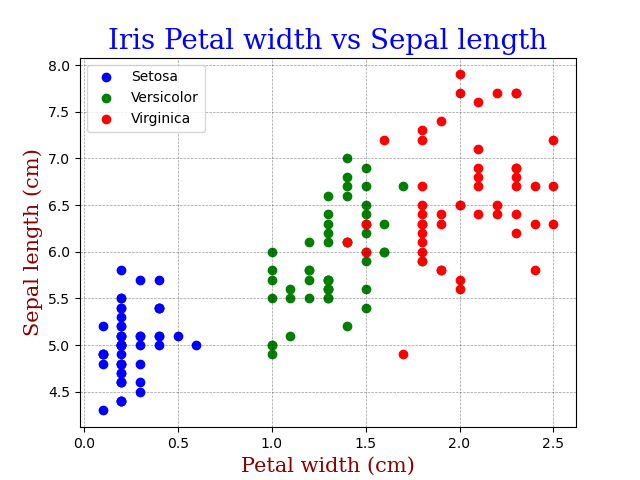 Iris Petal width vs Sepal length
Setosa
Versicolor
Virginica
Sepal length (cm)
8.0
7.5
7.0
6.5
6.0
5.5
5.0
4.5
0.0 0.5 1.0 1.5 2.0 2.5
Petal width (cm)